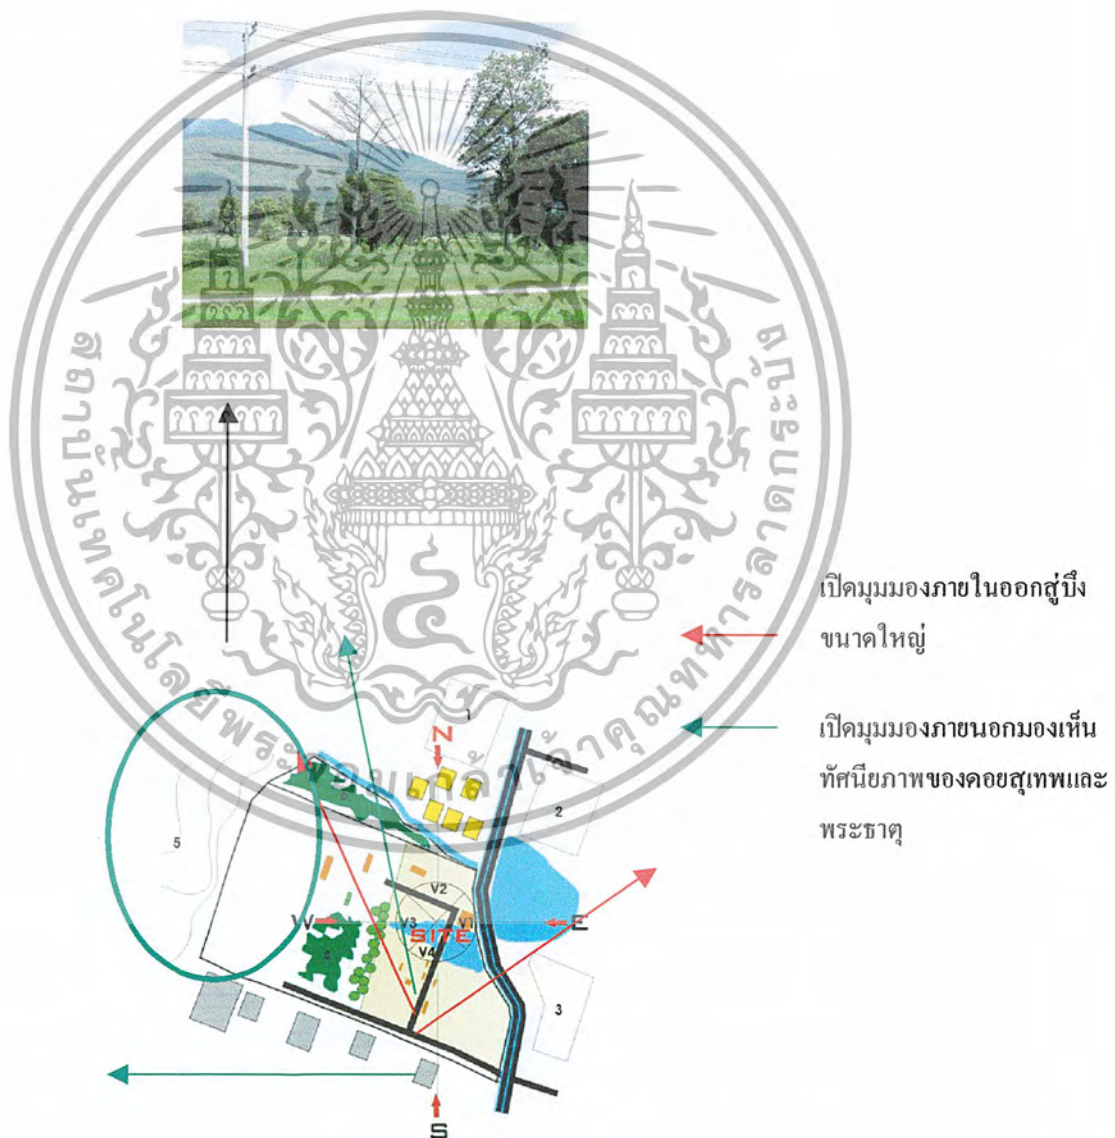 สถาบันเทคโนโลยีพระจอมเกล้าเจ้าคุณทหารลาดกระบัง
เปิดมุมมองภายในออกสู่บึง
ขนาดใหญ่
เปิดมุมมองภายนอกมองเห็น
ทัศนียภาพของดอยสุเทพและ
พระธาตุ
1
N
2
6
5
V2
W
V3
V1
E
SITE
V4
4
3
S